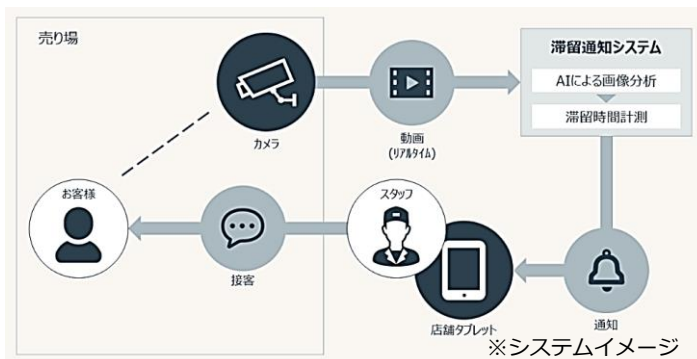 売り場
滞留通知システム
AIによる画像分析
滞留時間計測
カメラ
動画
(リアルタイム)
お客様
スタッフ
接客
店舗タブレット
通知
※システムイメージ